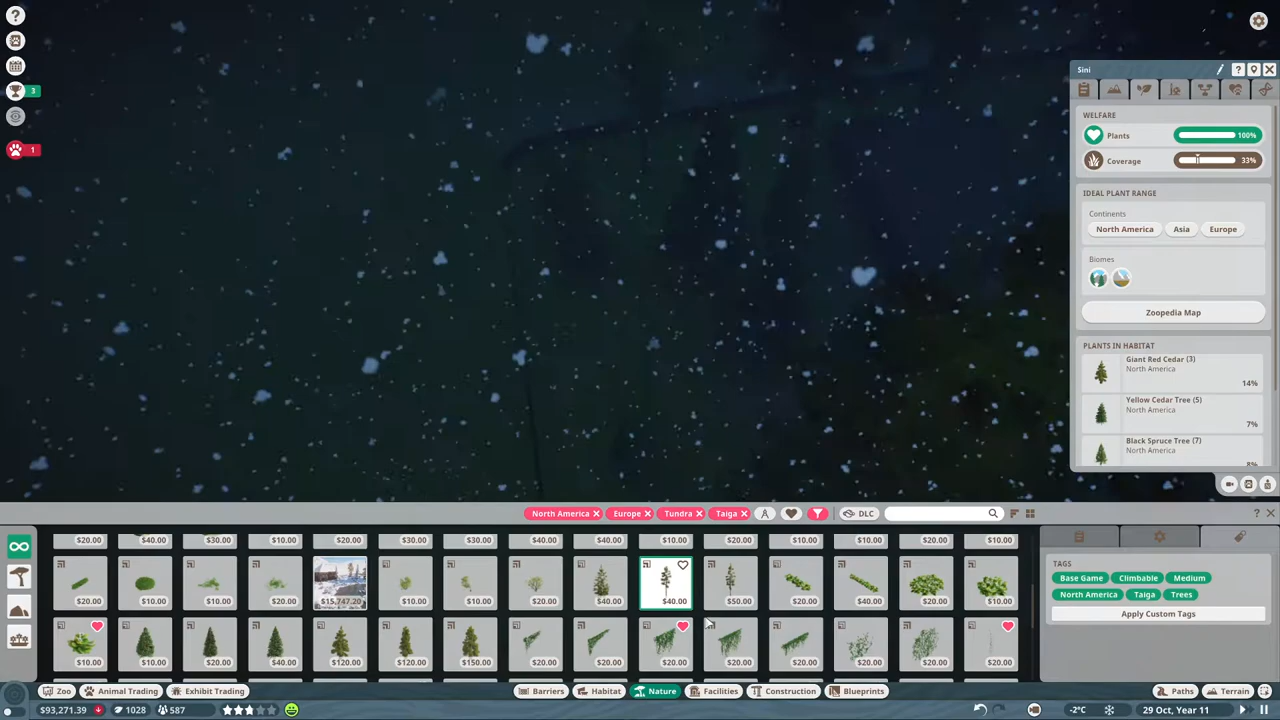 ?
3
1
Sini
?
WELFARE
Plants
100%
Coverage
33%
IDEAL PLANT RANGE
Continents
North America Asia Europe
Biomes
Zoopedia Map
PLANTS IN HABITAT
Giant Red Cedar (3)
North America
14%
Yellow Cedar Tree (5)
North America
7%
Black Spruce Tree (7)
North America
8%
North America × Europe × Tundra × Taiga × DLC ?
$20.00 $40.00 $30.00 $20.00 $20.00 $30.00 $30.00 $40.00 $40.00 $10.00 $20.00 $10.00 $10.00 $20.00 $10.00
$20.00 $10.00 $10.00 $20.00 $15,747.20 $10.00 $10.00 $20.00 $40.00 $40.00 $50.00 $20.00 $40.00 $20.00 $10.00
$10.00 $10.00 $20.00 $40.00 $120.00 $120.00 $150.00 $20.00 $20.00 $20.00 $20.00 $20.00 $20.00 $20.00 $10.00
TAGS
Base Game Climbable Medium
North America Taiga Trees
Apply Custom Tags
Zoo Animal Trading Exhibit Trading Barriers Habitat Nature Facilities Construction Blueprints Paths Terrain
$93,271.39 1028 587 -2°C 29 Oct, Year 11